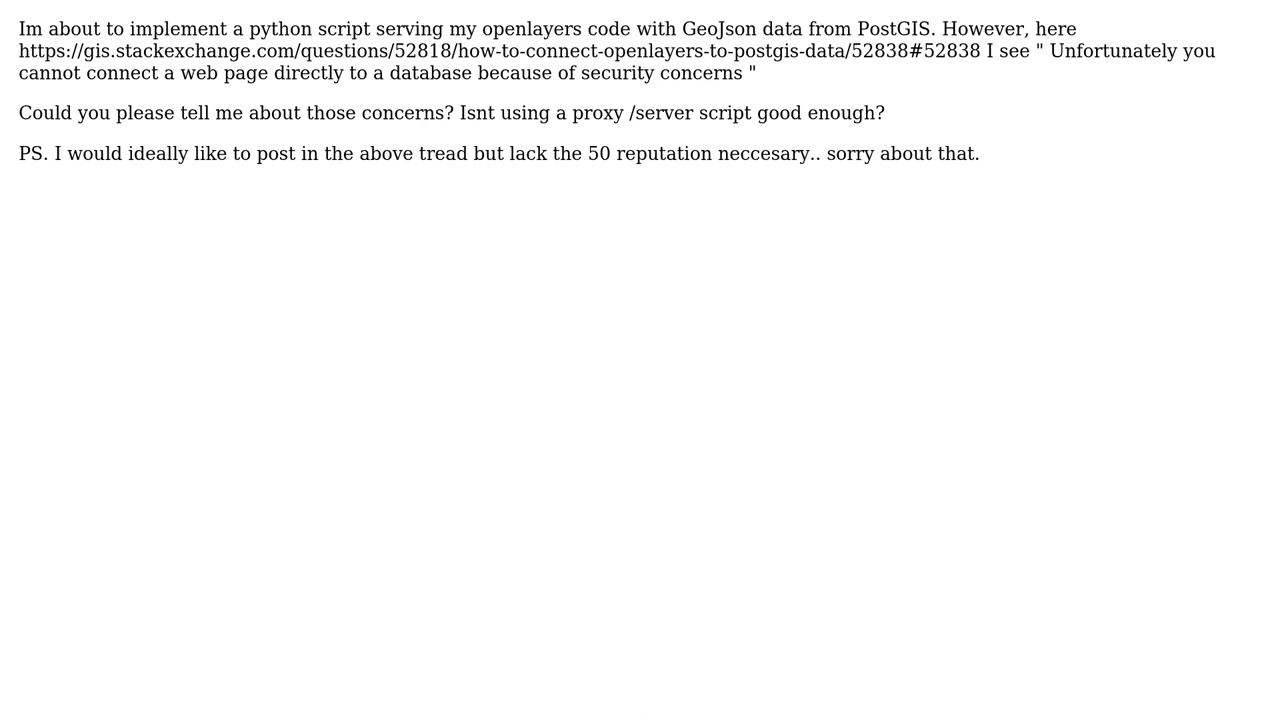 Im about to implement a python script serving my openlayers code with GeoJson data from PostGIS. However, here
https://gis.stackexchange.com/questions/52818/how-to-connect-openlayers-to-postgis-data/52838#52838 I see " Unfortunately you
cannot connect a web page directly to a database because of security concerns "
Could you please tell me about those concerns? Isnt using a proxy /server script good enough?
PS. I would ideally like to post in the above tread but lack the 50 reputation neccesary.. sorry about that.